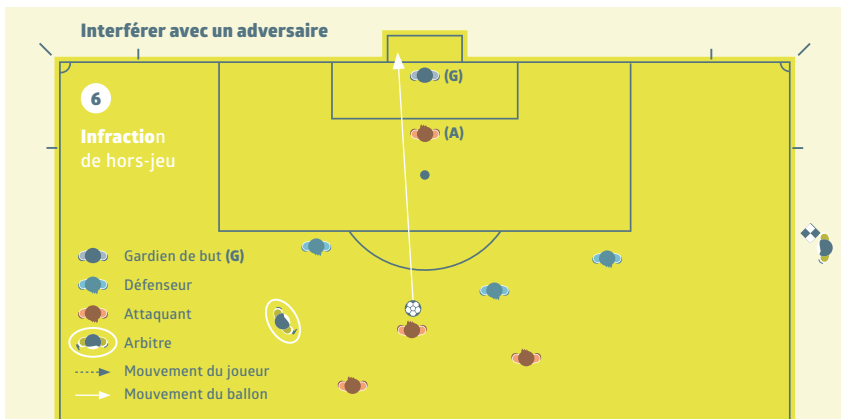 Interférer avec un adversaire
(G)
6
(A)
Infraction
de hors-jeu
Gardien de but (G)
Défenseur
Attaquant
Arbitre
Mouvement du joueur
Mouvement du ballon